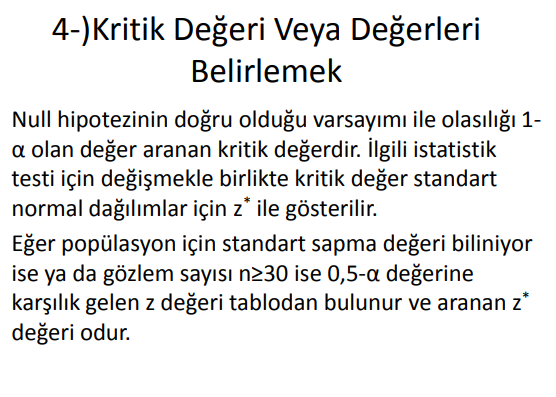 4-)Kritik Değeri Veya Değerleri
Belirlemek
Null hipotezinin doğru olduğu varsayımı ile olasılığı 1-
α olan değer aranan kritik değerdir. İlgili istatistik
testi için değişmekle birlikte kritik değer standart
normal dağılımlar için z* ile gösterilir.
Eğer popülasyon için standart sapma değeri biliniyor
ise ya da gözlem sayısı n≥30 ise 0,5-α değerine
karşılık gelen z değeri tablodan bulunur ve aranan z*
değeri odur.